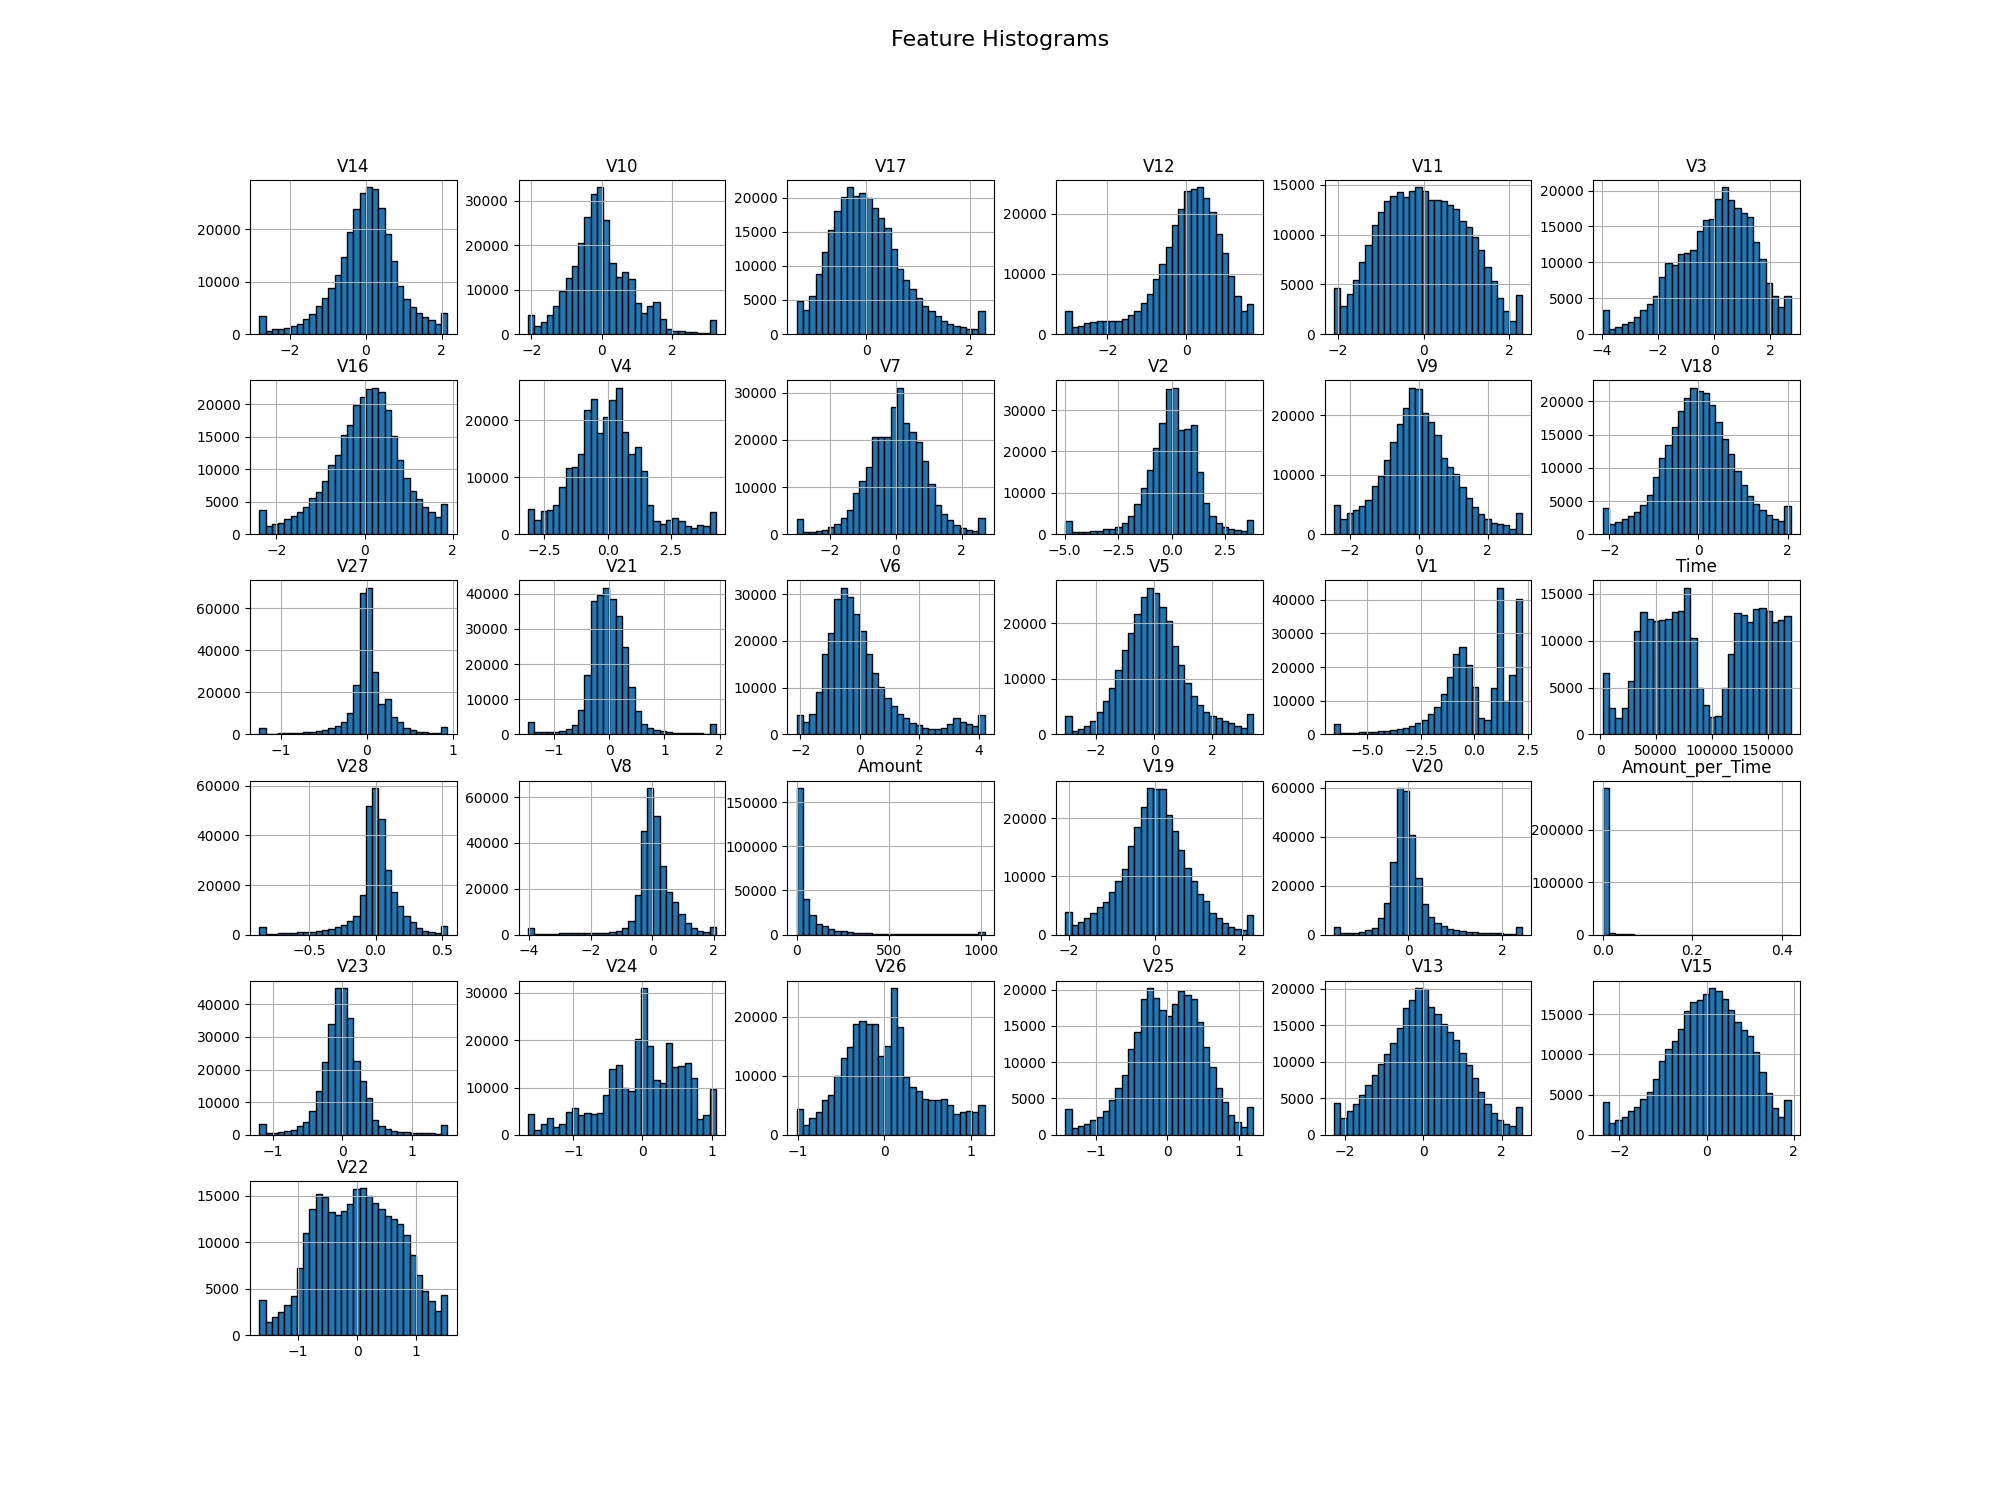 Feature Histograms
V14 V10 V17 V12 V11 V3
20000 10000 0
−2 0 2
30000 20000 10000 0
−2 0 2
20000 15000 10000 5000 0
0 2
20000 10000 0
−2 0
15000 10000 5000 0
−2 0 2
20000 15000 10000 5000 0
−4 −2 0 2
V16 V4 V7 V2 V9 V18
20000 15000 10000 5000 0
−2 0 2
20000 10000 0
−2.5 0.0 2.5
30000 20000 10000 0
−2 0 2
30000 20000 10000 0
−5.0 −2.5 0.0 2.5
20000 10000 0
−2 0 2
20000 15000 10000 5000 0
−2 0 2
V27 V21 V6 V5 V1 Time
60000 40000 20000 0
−1 0 1
40000 30000 20000 10000 0
−1 0 1 2
30000 20000 10000 0
−2 0 2 4
20000 10000 0
−2 0 2
40000 30000 20000 10000 0
−5.0 −2.5 0.0 2.5
15000 10000 5000 0
0 50000 100000 150000
V28 V8 Amount V19 V20 Amount_per_Time
60000 40000 20000 0
−0.5 0.0 0.5
60000 40000 20000 0
−4 −2 0 2
150000 100000 50000 0
0 500 1000
20000 10000 0
−2 0 2
60000 40000 20000 0
0 2
200000 100000 0
0.0 0.2 0.4
V23 V24 V26 V25 V13 V15
40000 30000 20000 10000 0
−1 0 1
30000 20000 10000 0
−1 0 1
20000 10000 0
−1 0 1
20000 15000 10000 5000 0
−1 0 1
20000 15000 10000 5000 0
−2 0 2
15000 10000 5000 0
−2 0 2
V22
15000 10000 5000 0
−1 0 1